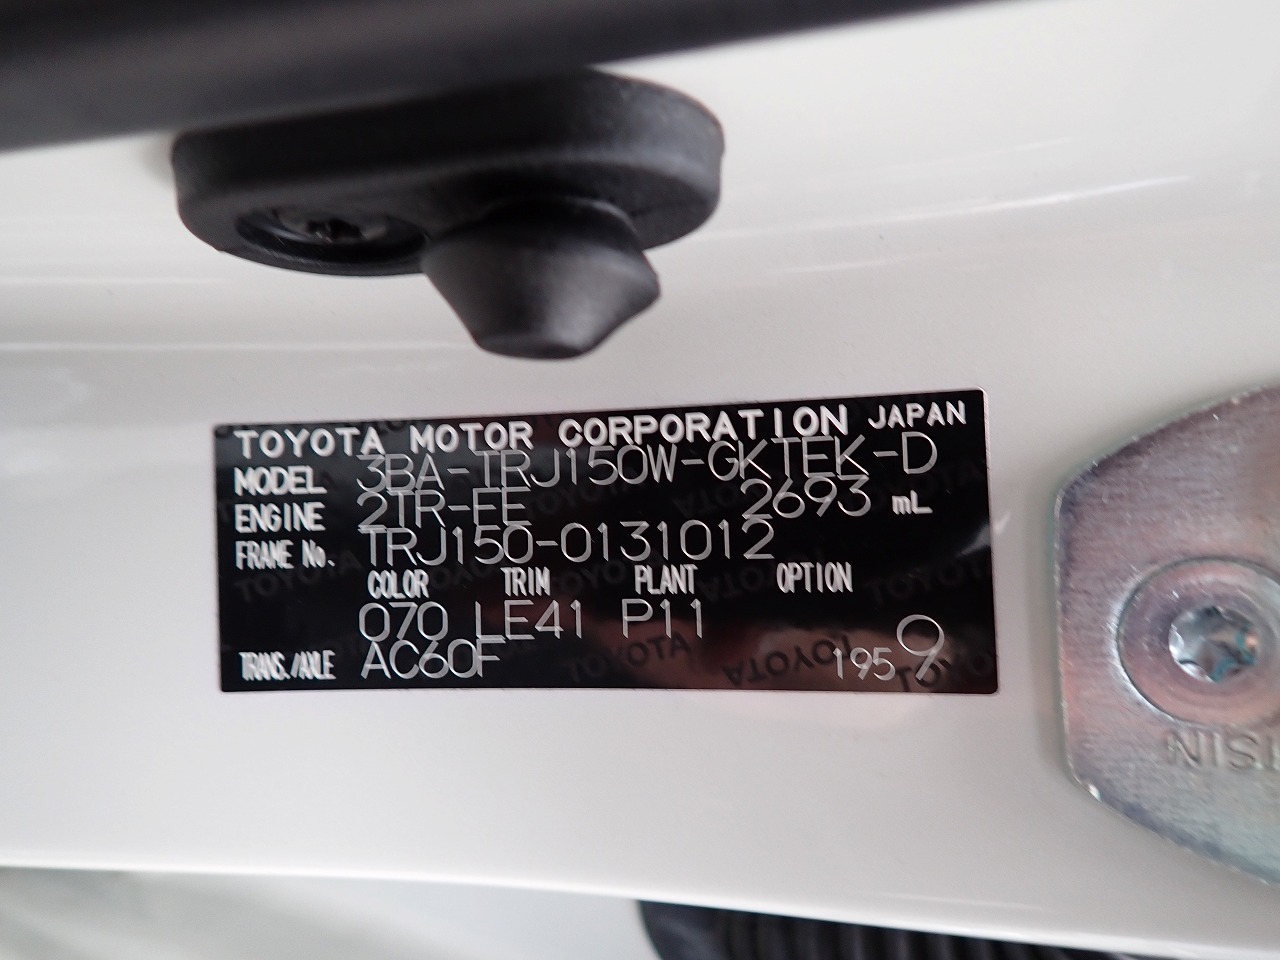 TOYOTA MOTOR CORPORATION JAPAN
MODEL 3BA-TRJ150W-GKTEK-D
ENGINE 2TR-FE 2693 mL
FRAME No. TRJ150-0131012
COLOR TRIM PLANT OPTION
070 LE41 P11
TRANS./AXLE AC60F 1959
ISIN